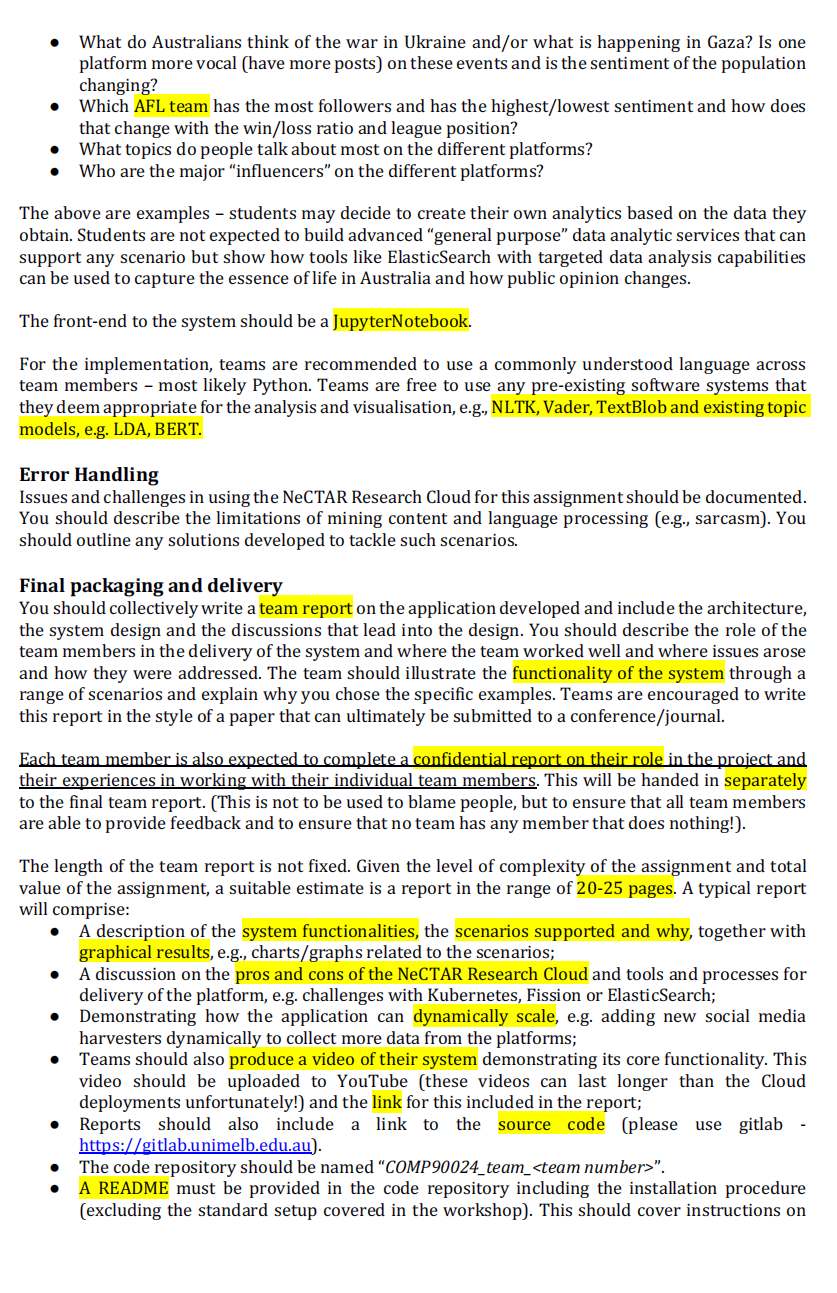 ● What do Australians think of the war in Ukraine and/or what is happening in Gaza? Is one
platform more vocal (have more posts) on these events and is the sentiment of the population
changing?
● Which AFL team has the most followers and has the highest/lowest sentiment and how does
that change with the win/loss ratio and league position?
● What topics do people talk about most on the different platforms?
● Who are the major “influencers” on the different platforms?
The above are examples – students may decide to create their own analytics based on the data they
obtain. Students are not expected to build advanced “general purpose” data analytic services that can
support any scenario but show how tools like ElasticSearch with targeted data analysis capabilities
can be used to capture the essence of life in Australia and how public opinion changes.
The front-end to the system should be a JupyterNotebook.
For the implementation, teams are recommended to use a commonly understood language across
team members – most likely Python. Teams are free to use any pre-existing software systems that
they deem appropriate for the analysis and visualisation, e.g., NLTK, Vader, TextBlob and existing topic
models, e.g. LDA, BERT.
Error Handling
Issues and challenges in using the NeCTAR Research Cloud for this assignment should be documented.
You should describe the limitations of mining content and language processing (e.g., sarcasm). You
should outline any solutions developed to tackle such scenarios.
Final packaging and delivery
You should collectively write a team report on the application developed and include the architecture,
the system design and the discussions that lead into the design. You should describe the role of the
team members in the delivery of the system and where the team worked well and where issues arose
and how they were addressed. The team should illustrate the functionality of the system through a
range of scenarios and explain why you chose the specific examples. Teams are encouraged to write
this report in the style of a paper that can ultimately be submitted to a conference/journal.
Each team member is also expected to complete a confidential report on their role in the project and
their experiences in working with their individual team members. This will be handed in separately
to the final team report. (This is not to be used to blame people, but to ensure that all team members
are able to provide feedback and to ensure that no team has any member that does nothing!).
The length of the team report is not fixed. Given the level of complexity of the assignment and total
value of the assignment, a suitable estimate is a report in the range of 20-25 pages. A typical report
will comprise:
● A description of the system functionalities, the scenarios supported and why, together with
graphical results, e.g., charts/graphs related to the scenarios;
● A discussion on the pros and cons of the NeCTAR Research Cloud and tools and processes for
delivery of the platform, e.g. challenges with Kubernetes, Fission or ElasticSearch;
● Demonstrating how the application can dynamically scale, e.g. adding new social media
harvesters dynamically to collect more data from the platforms;
● Teams should also produce a video of their system demonstrating its core functionality. This
video should be uploaded to YouTube (these videos can last longer than the Cloud
deployments unfortunately!) and the link for this included in the report;
● Reports should also include a link to the source code (please use gitlab -
https://gitlab.unimelb.edu.au).
● The code repository should be named “COMP90024_team_<team number>”.
● A README must be provided in the code repository including the installation procedure
(excluding the standard setup covered in the workshop). This should cover instructions on